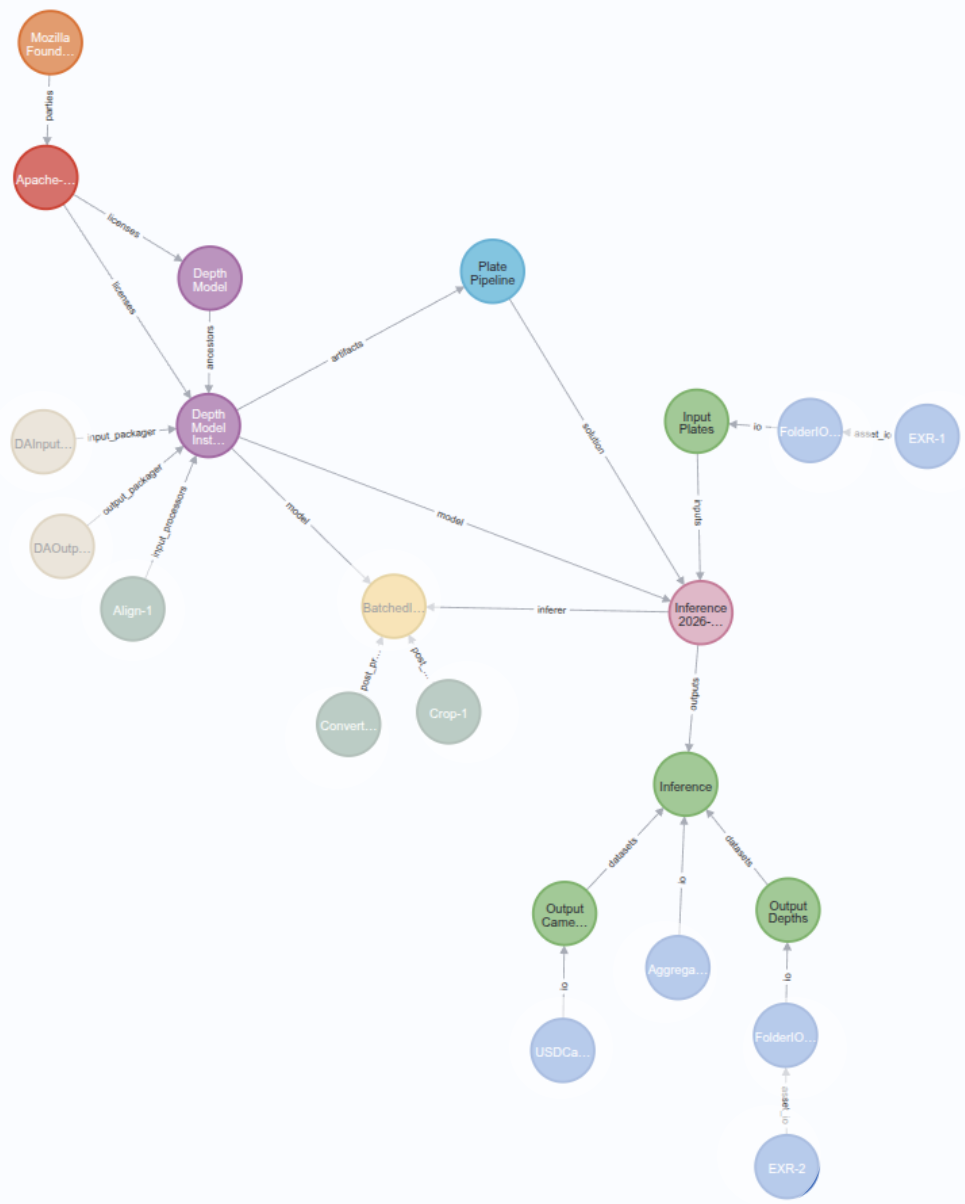 Mozilla
Found...
parties
Apache-...
licenses
licenses
Depth
Model
ancestors
Plate
Pipeline
artifacts
Depth
Model
Inst...
DAInput...
input_packager
output_packager
DAOutp...
input_processors
Align-1
model
model
solution
Input
Plates
io
FolderIO...
asset_io
EXR-1
inputs
BatchedI...
inferer
Inference
2026-...
post_pr...
post_...
Convert...
Crop-1
outputs
Inference
datasets
io
datasets
Output
Came...
Output
Depths
io
Aggrega...
io
USDCa...
FolderIO...
asset_io
EXR-2